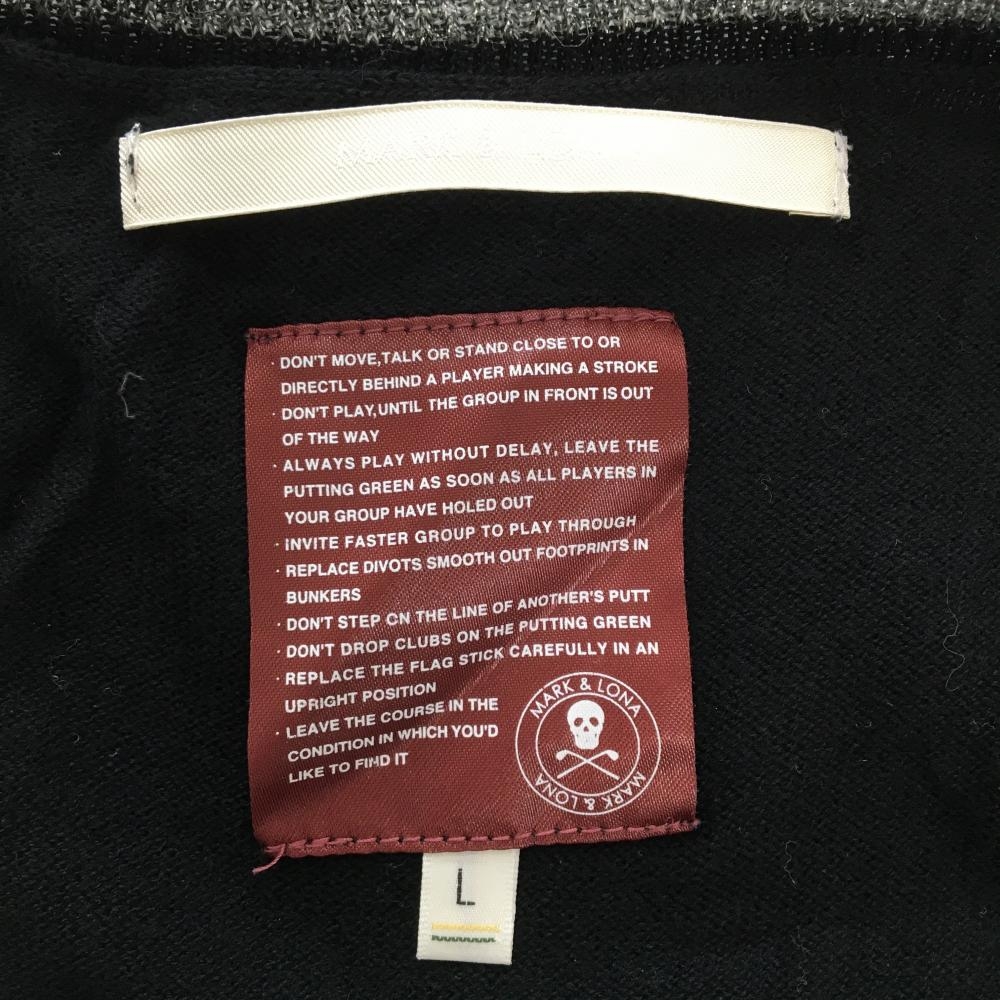 MARK & LO
· DON'T MOVE,TALK OR STAND CLOSE TO OR
DIRECTLY BEHIND A PLAYER MAKING A STROKE
· DON'T PLAY,UNTIL THE GROUP IN FRONT IS OUT
OF THE WAY
· ALWAYS PLAY WITHOUT DELAY, LEAVE THE
PUTTING GREEN AS SOON AS ALL PLAYERS IN
YOUR GROUP HAVE HOLED OUT
· INVITE FASTER GROUP TO PLAY THROUGH
· REPLACE DIVOTS SMOOTH OUT FOOTPRINTS IN
BUNKERS
· DON'T STEP ON THE LINE OF ANOTHER'S PUTT
· DON'T DROP CLUBS ON THE PUTTING GREEN
· REPLACE THE FLAG STICK CAREFULLY IN AN
UPRIGHT POSITION
· LEAVE THE COURSE IN THE
CONDITION IN WHICH YOU'D
LIKE TO FIND IT
MARK & LONA
MARK & LONA
L